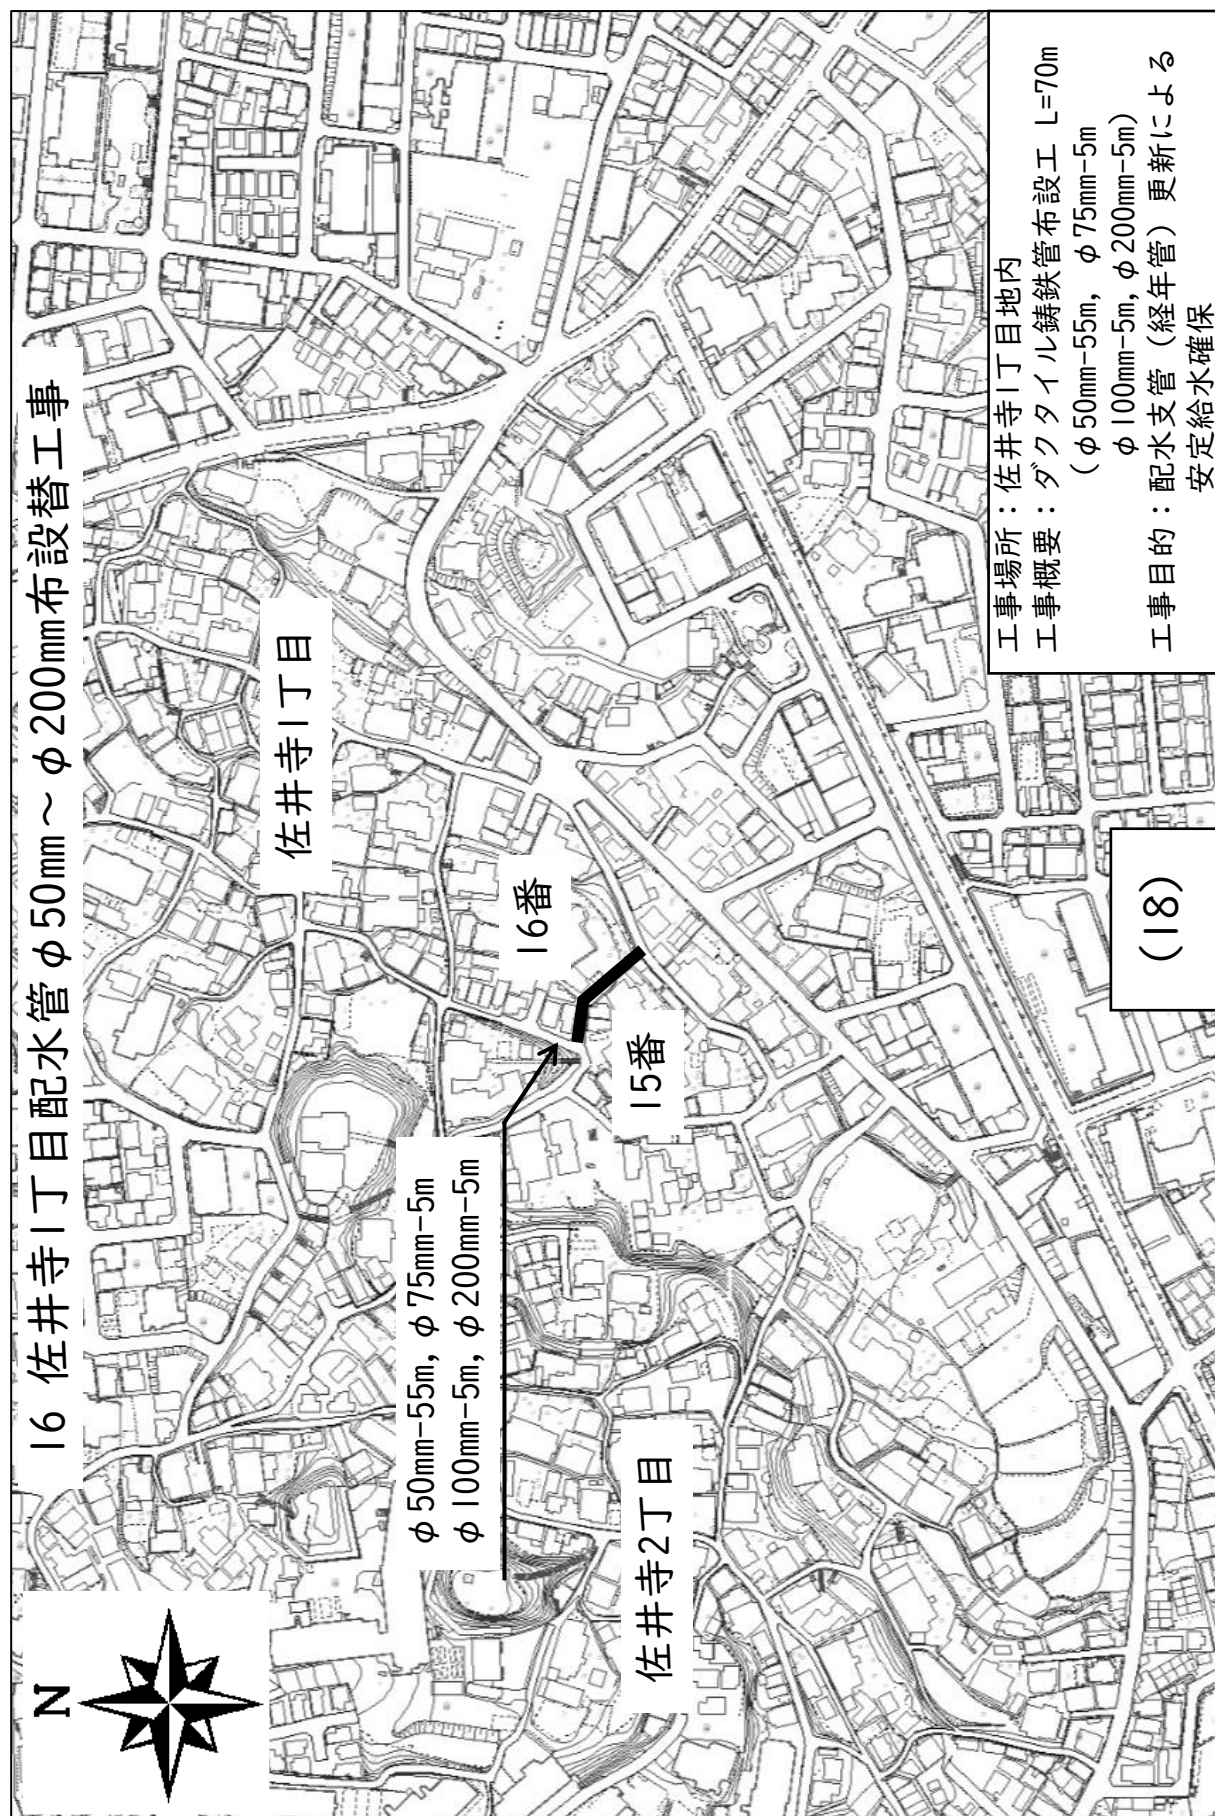 16 佐井寺1丁目配水管φ50mm～φ200mm布設替工事
N
佐井寺1丁目
16番
15番
φ50mm-55m, φ75mm-5m
φ100mm-5m, φ200mm-5m
佐井寺2丁目
工事場所：佐井寺1丁目地内
工事概要：ダクタイル鋳鉄管布設工 L=70m
(φ50mm-55m, φ75mm-5m
φ100mm-5m, φ200mm-5m)
工事目的：配水支管（経年管）更新による
安定給水確保
(18)